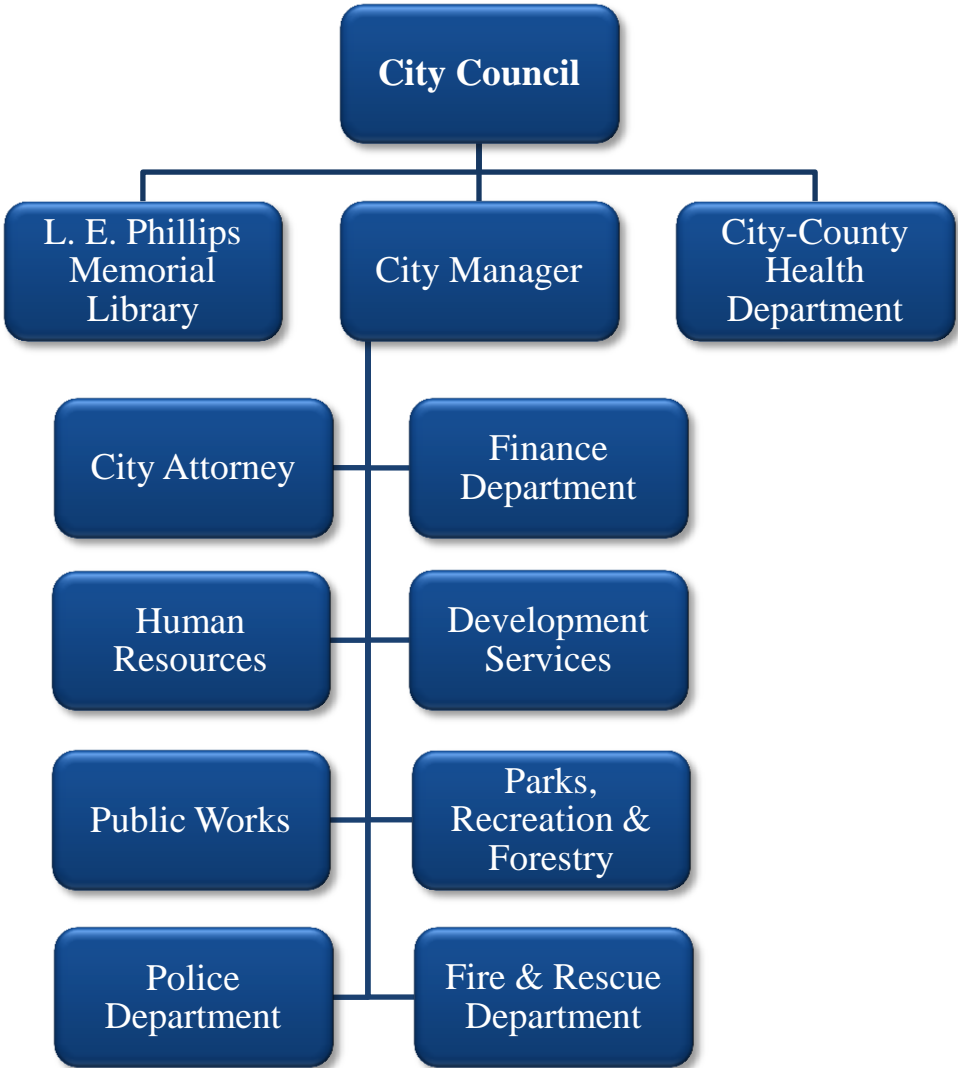 City Council
L. E. Phillips
Memorial
Library
City Manager
City-County
Health
Department
City Attorney
Finance
Department
Human
Resources
Development
Services
Public Works
Parks,
Recreation &
Forestry
Police
Department
Fire & Rescue
Department